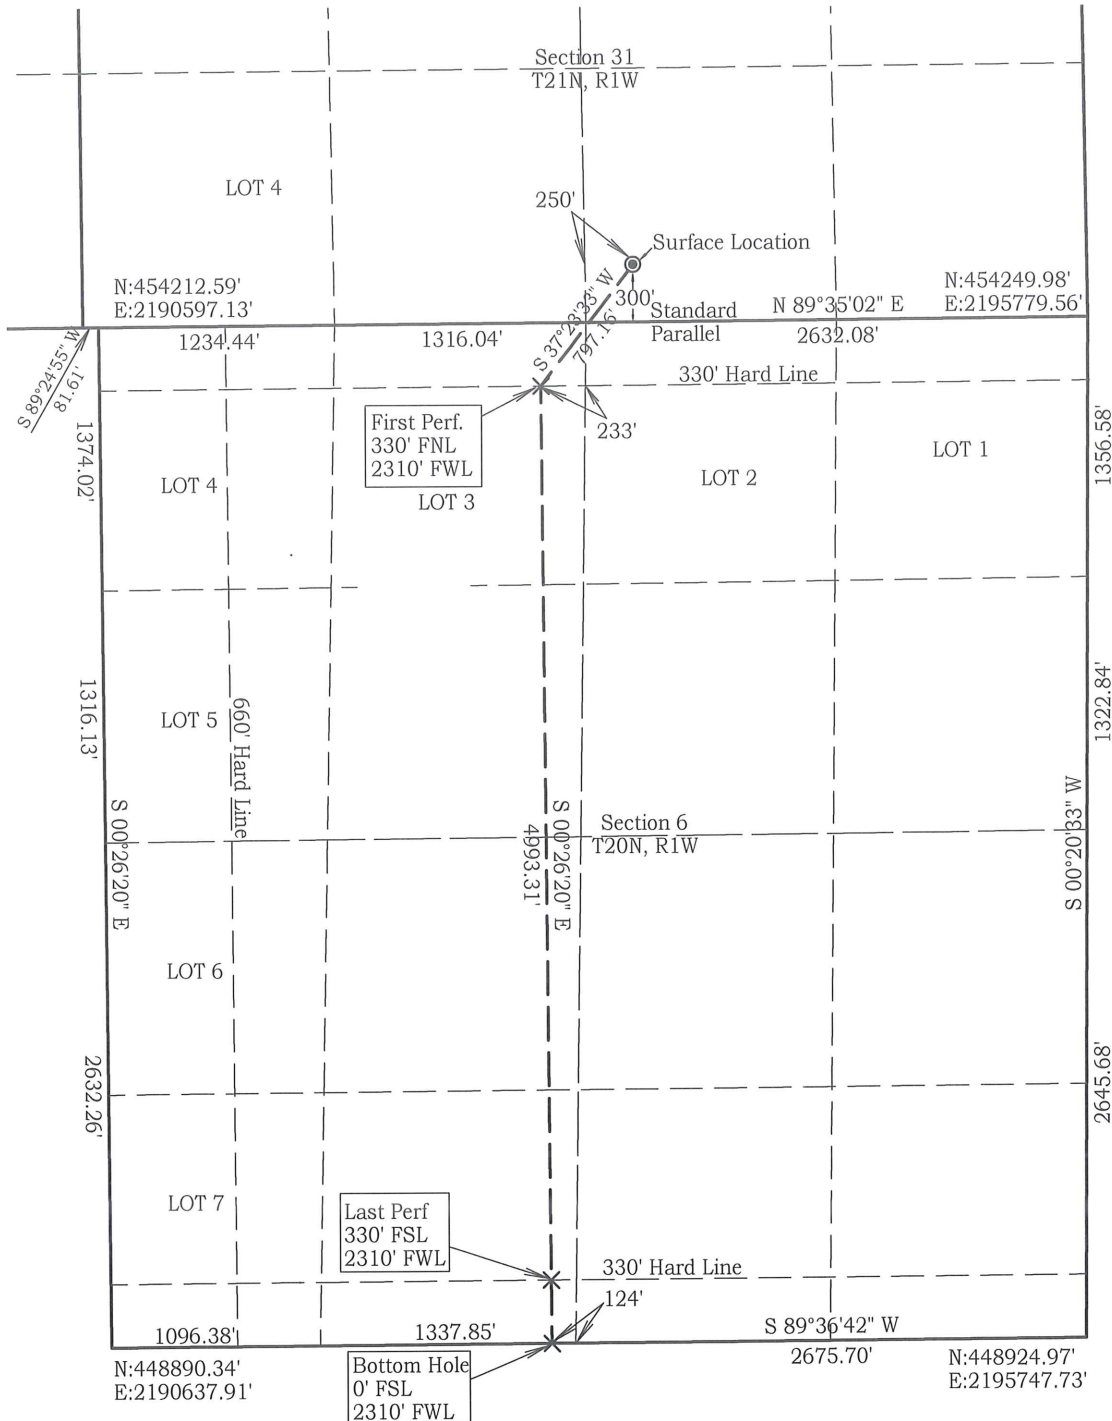 Section 31
T21N, R1W
LOT 4
250'
Surface Location
N:454212.59'
E:2190597.13'
N:454249.98'
E:2195779.56'
300'
Standard
Parallel
N 89°35'02" E
S 37°23'33" W
797.16'
1234.44'
1316.04'
2632.08'
S 89°24'55" W
81.61'
330' Hard Line
First Perf.
330' FNL
2310' FWL
233'
1374.02'
1356.58'
LOT 4
LOT 3
LOT 2
LOT 1
1316.13'
LOT 5
660' Hard Line
1322.84'
S 00°26'20" E
4993.31'
S 00°26'20" E
Section 6
T20N, R1W
S 00°20'33" W
LOT 6
2632.26'
2645.68'
LOT 7
Last Perf
330' FSL
2310' FWL
330' Hard Line
124'
1096.38'
1337.85'
S 89°36'42" W
2675.70'
N:448890.34'
E:2190637.91'
Bottom Hole
0' FSL
2310' FWL
N:448924.97'
E:2195747.73'